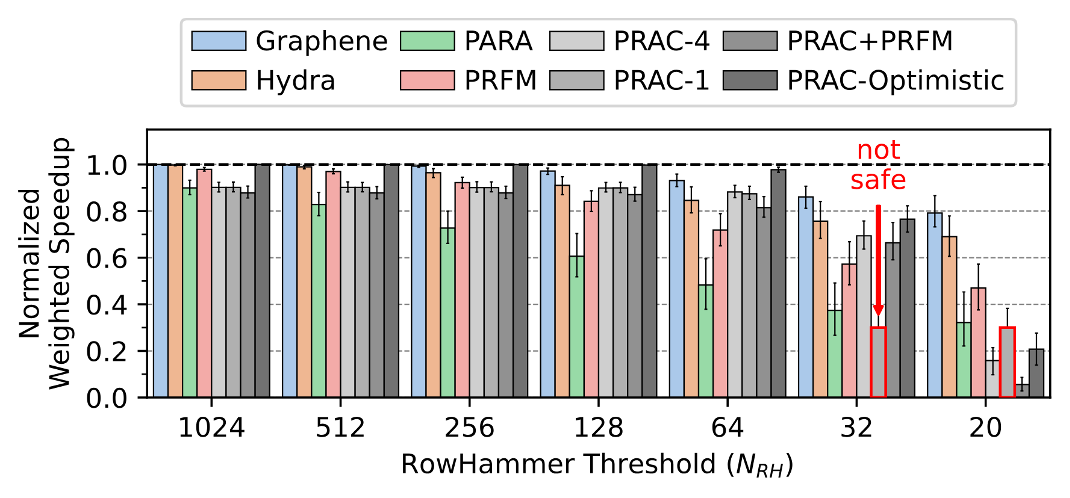 Graphene PARA PRAC-4 PRAC+PRFM
Hydra PRFM PRAC-1 PRAC-Optimistic
Normalized
Weighted Speedup
1.0
0.8
0.6
0.4
0.2
0.0
not
safe
1024 512 256 128 64 32 20
RowHammer Threshold (N_RH)